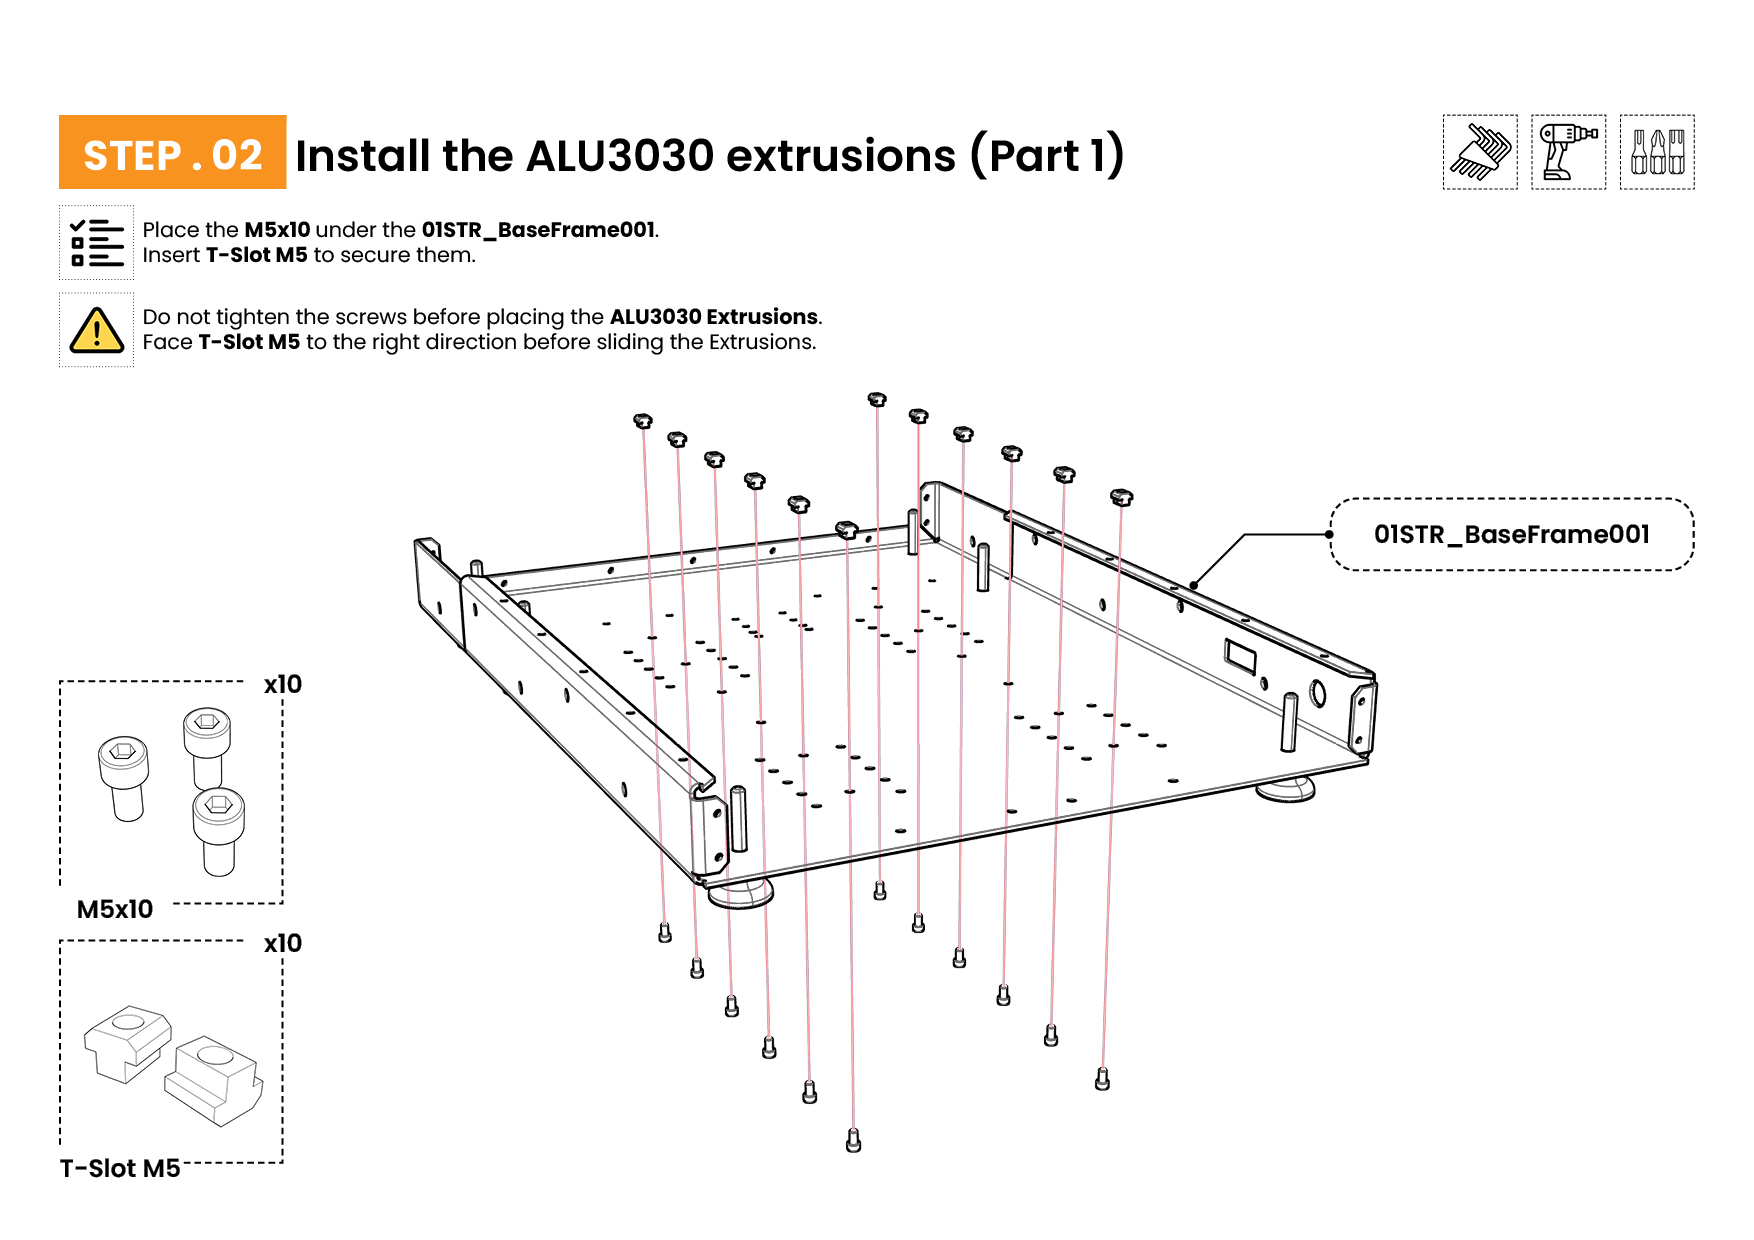 STEP . 02 Install the ALU3030 extrusions (Part 1)
Place the M5x10 under the 01STR_BaseFrame001.
Insert T-Slot M5 to secure them.
Do not tighten the screws before placing the ALU3030 Extrusions.
Face T-Slot M5 to the right direction before sliding the Extrusions.
01STR_BaseFrame001
x10
M5x10
x10
T-Slot M5